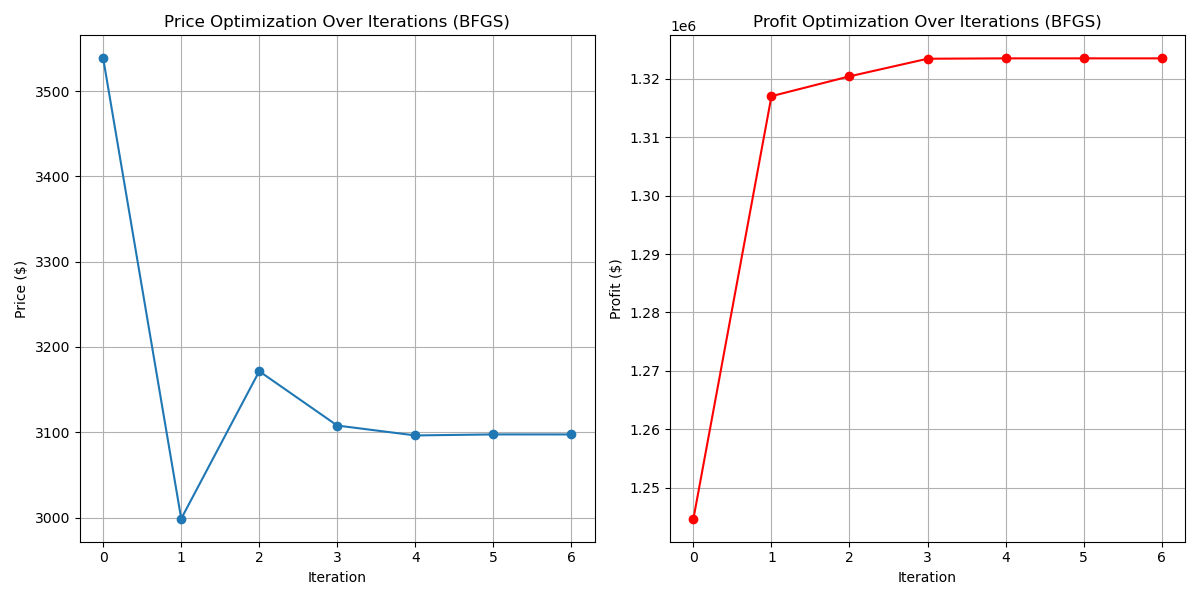 Price Optimization Over Iterations (BFGS)
Price ($)
3500
3400
3300
3200
3100
3000
0 1 2 3 4 5 6
Iteration
Profit Optimization Over Iterations (BFGS)
1e6
Profit ($)
1.32
1.31
1.30
1.29
1.28
1.27
1.26
1.25
0 1 2 3 4 5 6
Iteration